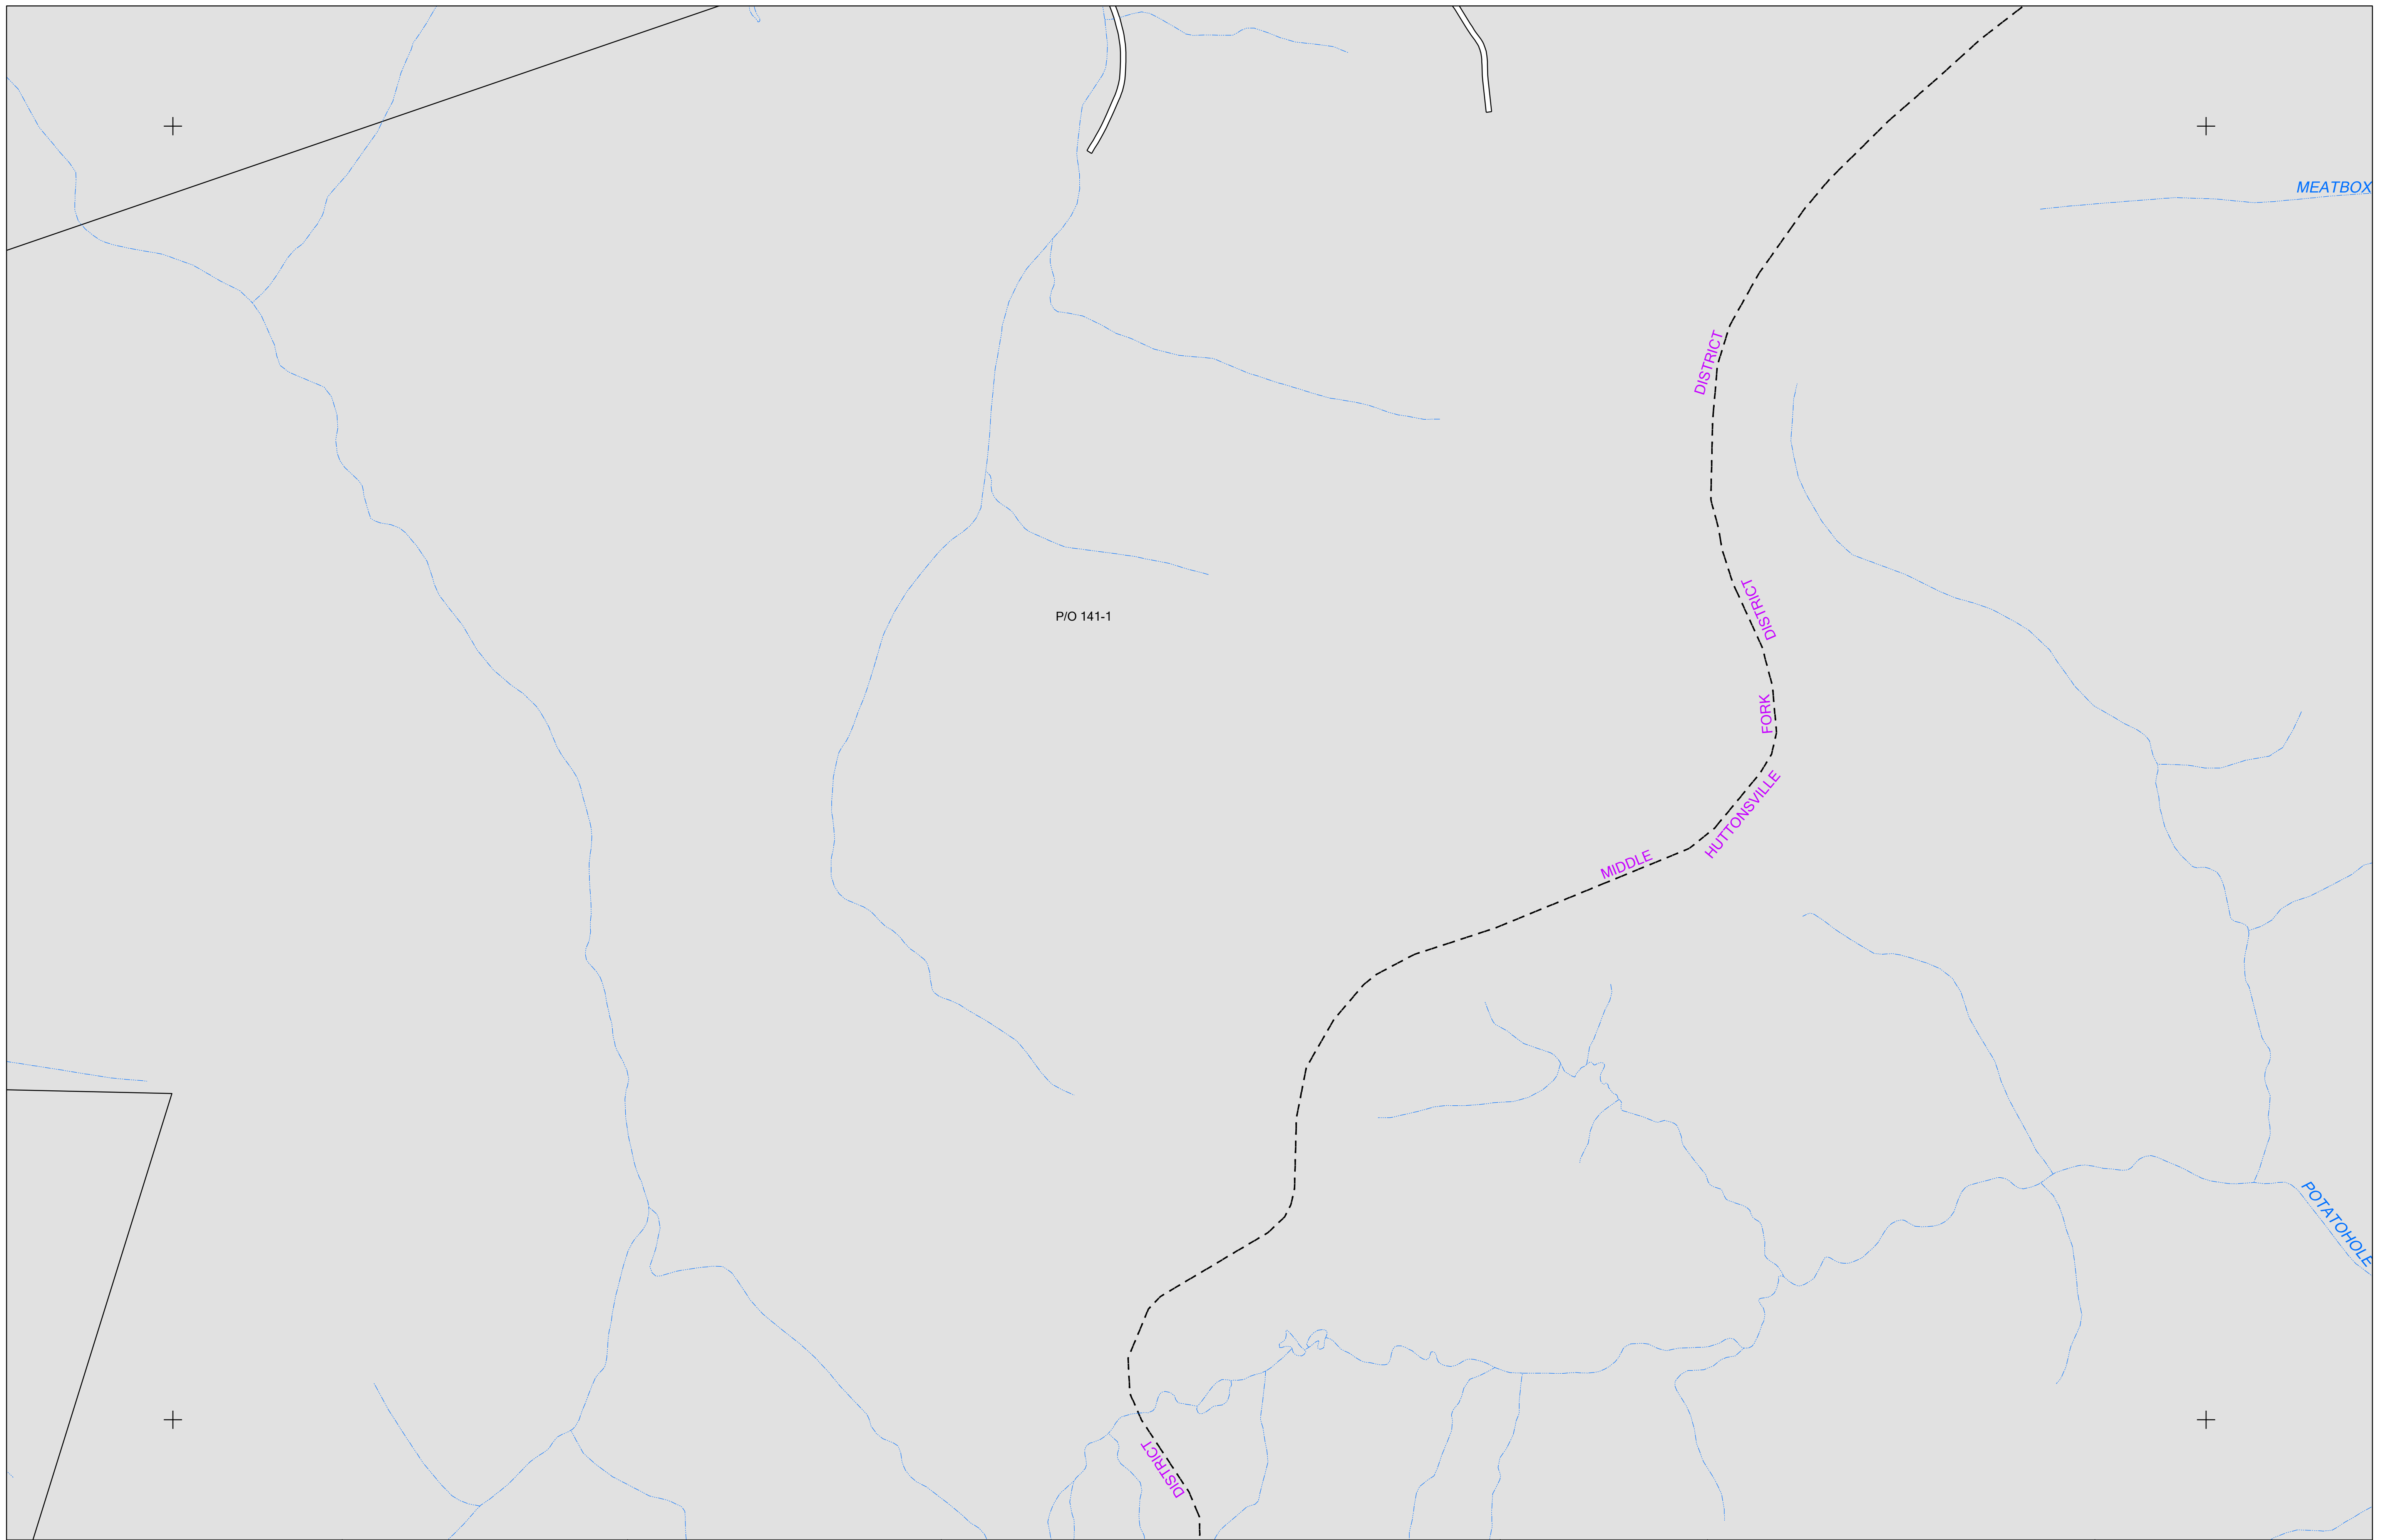 MEATBOX
DISTRICT
DISTRICT
P/O 141-1
FORK
HUTTONSVILLE
MIDDLE
POTATOHOLE
DISTRICT